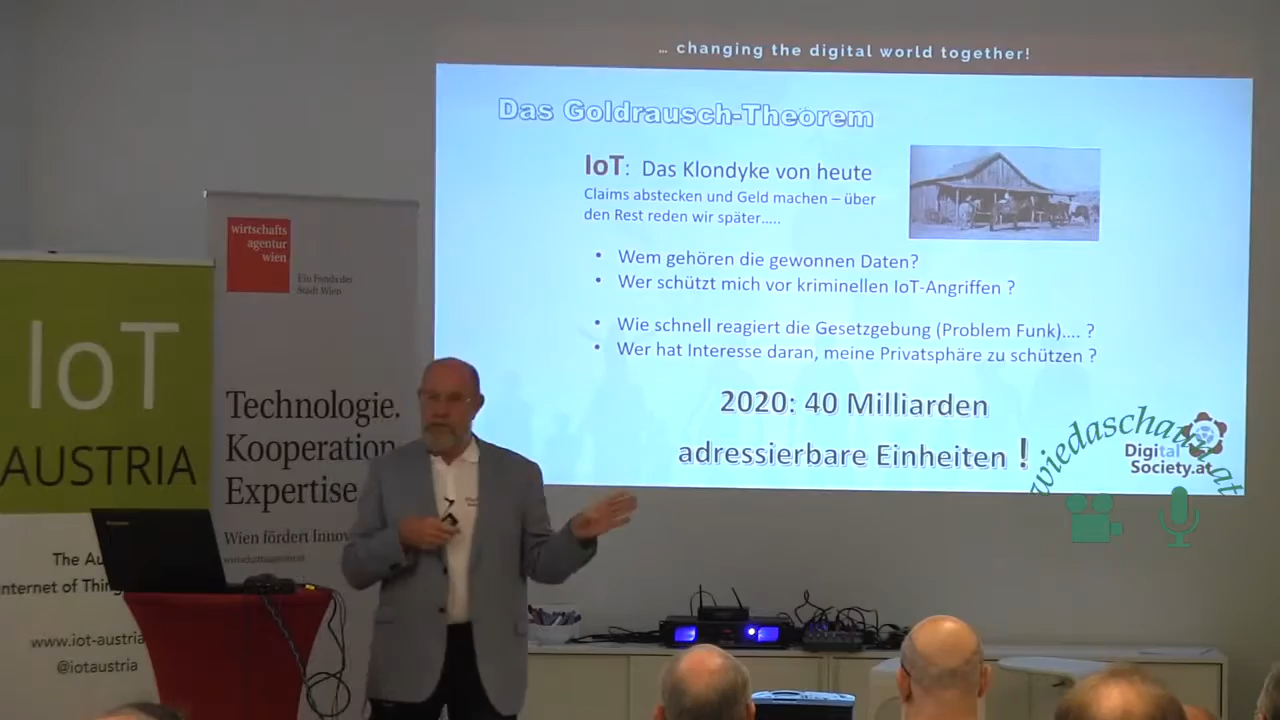 … changing the digital world together!
Das Goldrausch-Theorem
IoT: Das Klondyke von heute
Claims abstecken und Geld machen – über
den Rest reden wir später.....
• Wem gehören die gewonnen Daten?
• Wer schützt mich vor kriminellen IoT-Angriffen ?
• Wie schnell reagiert die Gesetzgebung (Problem Funk).... ?
• Wer hat Interesse daran, meine Privatsphäre zu schützen ?
2020: 40 Milliarden
adressierbare Einheiten !
Digital
Society.at
wiedaschaun.at
wirtschafts
agentur
wien
Ein Fonds der
Stadt Wien
Technologie.
Kooperation
Expertise
Wien fördert Innov
IoT
AUSTRIA
The Au
nternet of Thing
www.iot-austria
@iotaustria